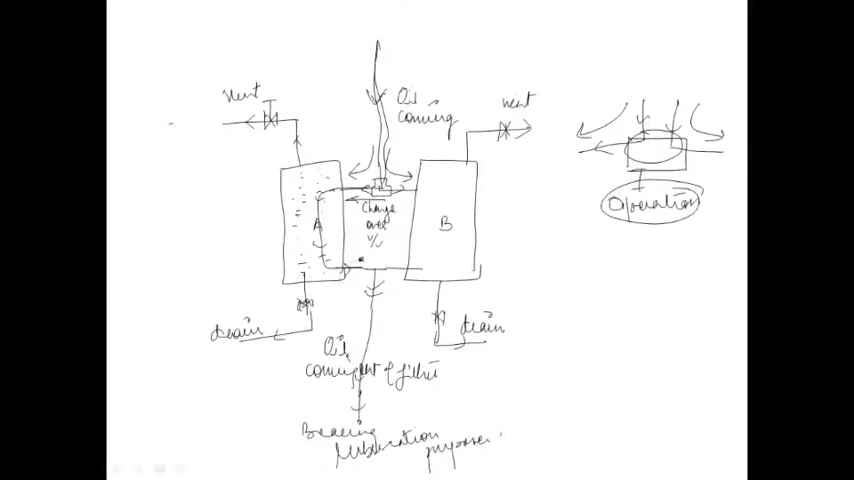 vent
Oil
coming
vent
Change
over
v/v
A
B
Operation
drain
drain
Oil
coming out of filter
Bearing
lubrication
purposes